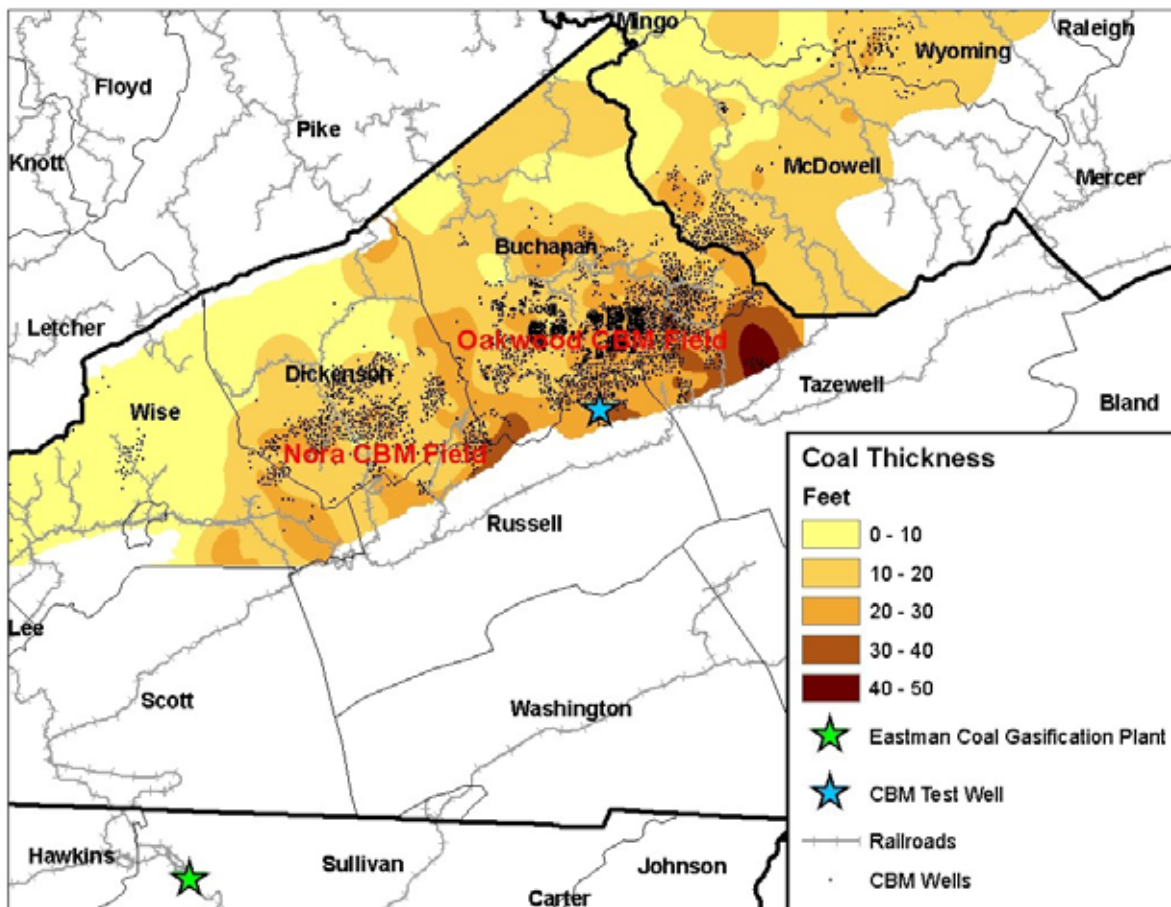 Mingo
Raleigh
Wyoming
Floyd
Pike
Knott
McDowell
Mercer
Buchanan
Letcher
Oakwood CBM Field
Dickenson
Tazewell
Wise
Bland
Nora CBM Field
Russell
Lee
Scott
Washington
Hawkins
Sullivan
Johnson
Carter
Coal Thickness
Feet
0 - 10
10 - 20
20 - 30
30 - 40
40 - 50
Eastman Coal Gasification Plant
CBM Test Well
Railroads
CBM Wells